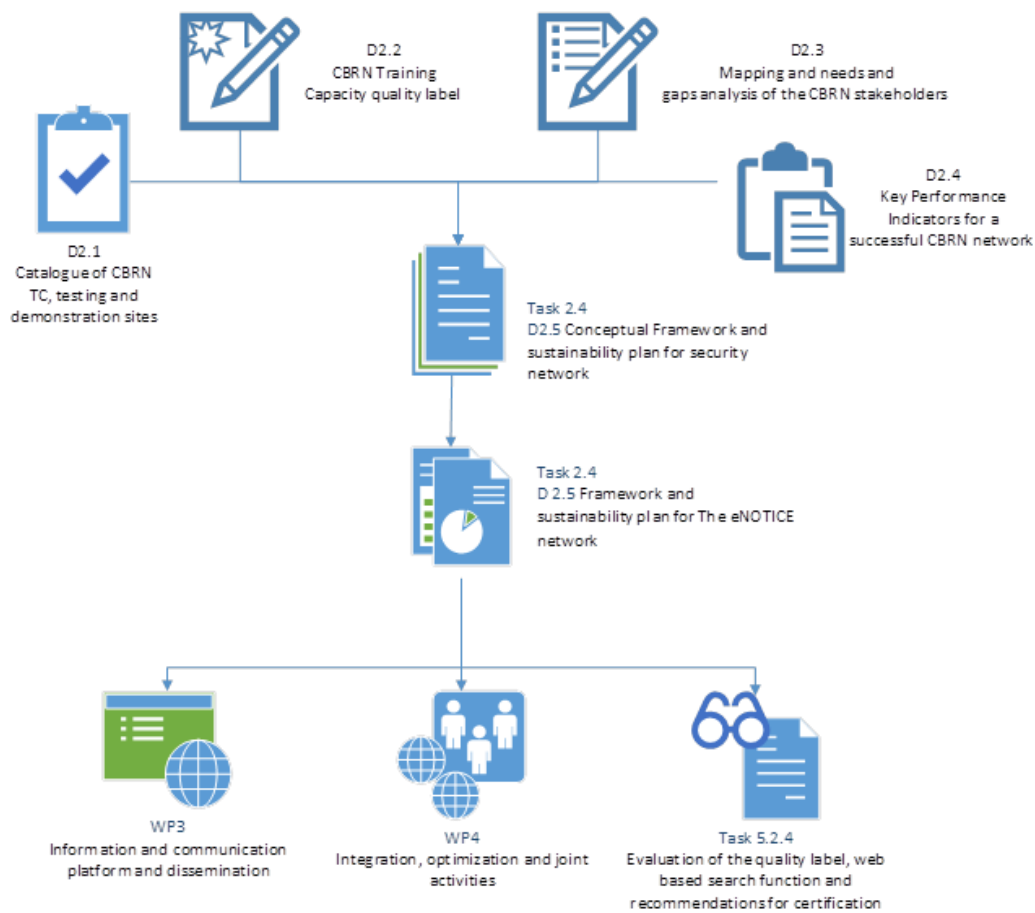 D2.2
CBRN Training
Capacity quality label
D2.3
Mapping and needs and
gaps analysis of the CBRN stakeholders
D2.4
Key Performance
Indicators for a
successful CBRN network
D2.1
Catalogue of CBRN
TC, testing and
demonstration sites
Task 2.4
D2.5 Conceptual Framework and
sustainability plan for security
network
Task 2.4
D 2.5 Framework and
sustainability plan for The eNOTICE
network
WP3
Information and communication
platform and dissemination
WP4
Integration, optimization and joint
activities
Task 5.2.4
Evaluation of the quality label, web
based search function and
recommendations for certification